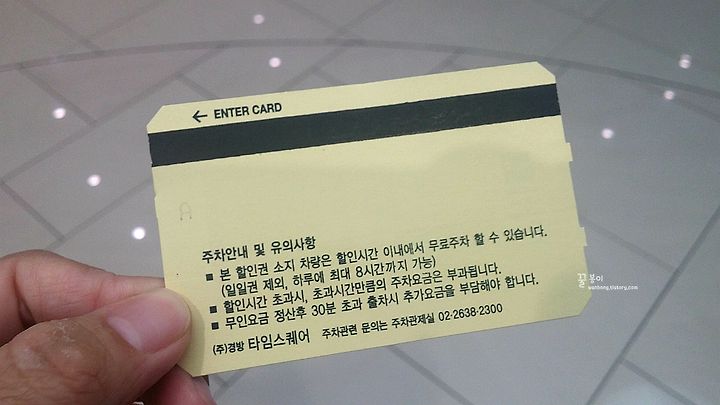 ← ENTER CARD
주차안내 및 유의사항
■ 본 할인권 소지 차량은 할인시간 이내에서 무료주차 할 수 있습니다.
(일일권 제외, 하루에 최대 8시간까지 가능)
■ 할인시간 초과시, 초과시간만큼의 주차요금은 부과됩니다.
■ 무인요금 정산후 30분 초과 출차시 추가요금을 부담해야 합니다.
(주)경방 타임스퀘어 주차관련 문의는 주차관제실 02·2638·2300
A
꿀봉이